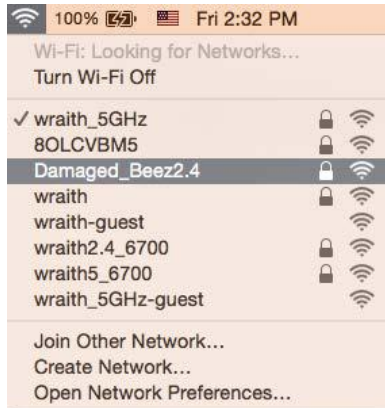 100% Fri 2:32 PM
Wi-Fi: Looking for Networks...
Turn Wi-Fi Off
wraith_5GHz
8OLCVBM5
Damaged_Beez2.4
wraith
wraith-guest
wraith2.4_6700
wraith5_6700
wraith_5GHz-guest
Join Other Network...
Create Network...
Open Network Preferences...